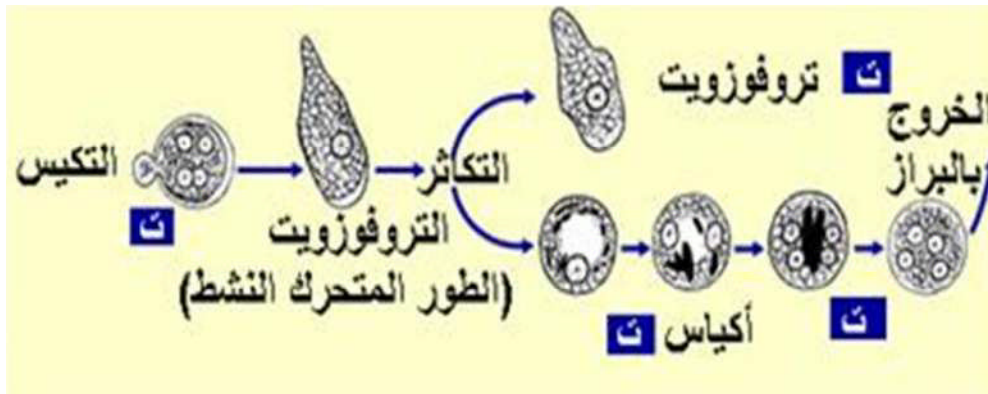 تروفوزويت
ت
الخروج
بالبراز
التكيس
ت
التكاثر
التروفوزويت
(الطور المتحرك النشط)
أكياس
ت
ت